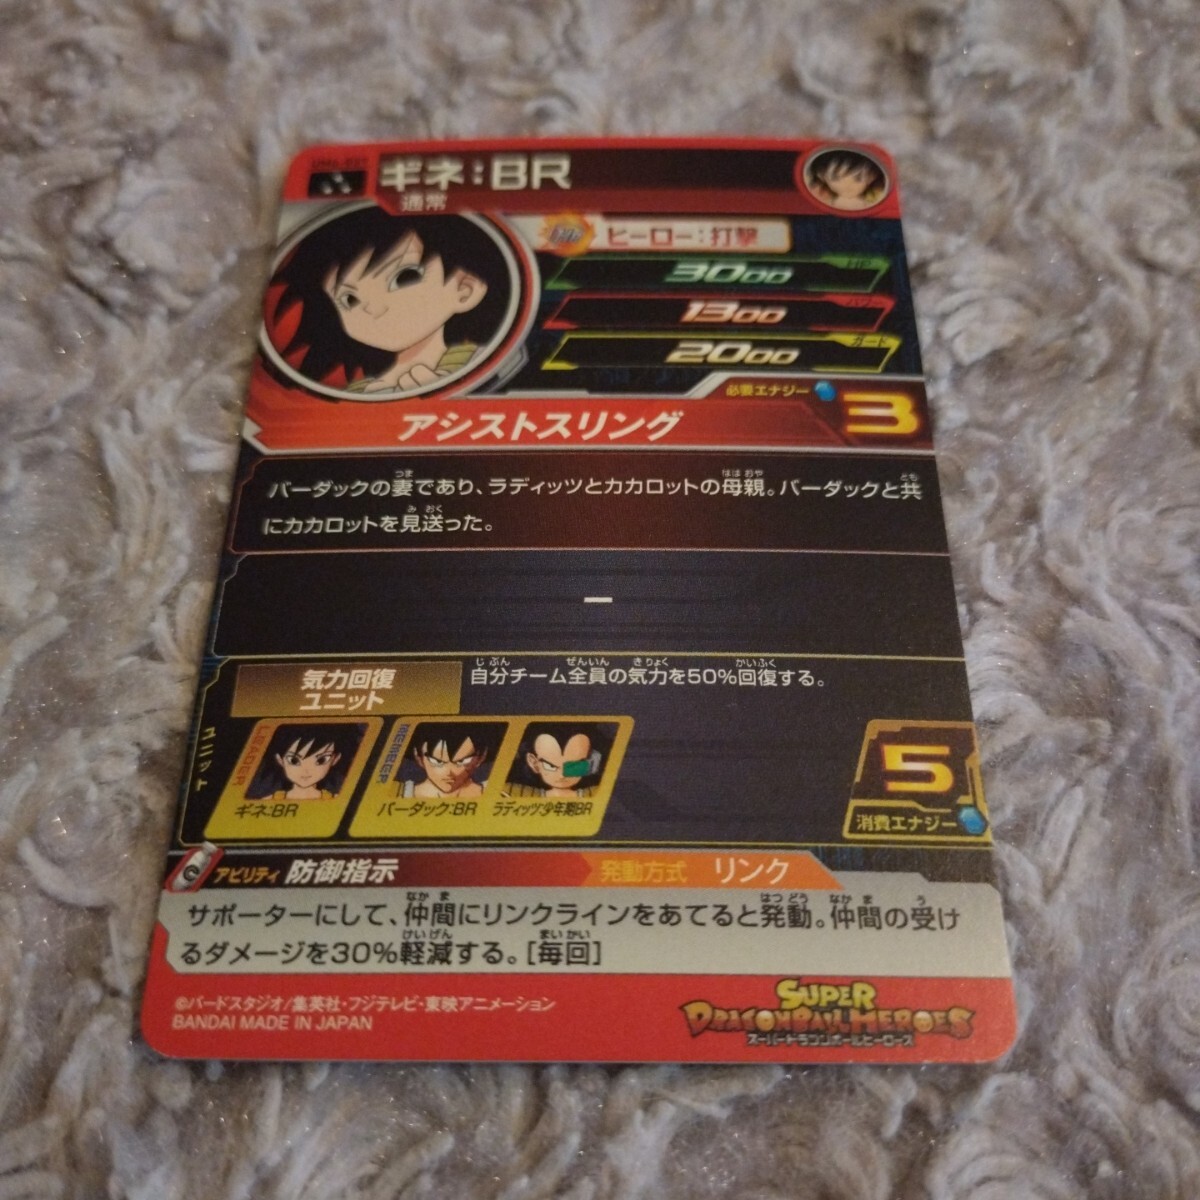 ギネ:BR
通常
ヒーロー:打撃
3000
HP
1300
パワー
2000
ガード
必要エナジー 3
アシストスリング
バーダックの妻であり、ラディッツとカカロットの母親。バーダックと共
にカカロットを見送った。
ー
ユニット
気力回復
ユニット
自分チーム全員の気力を50%回復する。
LEADER
ギネ:BR
MEMBER
バーダック:BR
ラディッツ:少年期BR
5
消費エナジー
アビリティ 防御指示
発動方式 リンク
サポーターにして、仲間にリンクラインをあてると発動。仲間の受け
るダメージを30%軽減する。[毎回]
©バードスタジオ/集英社・フジテレビ・東映アニメーション
BANDAI MADE IN JAPAN
SUPER
DRAGONBALL HEROES
スーパードラゴンボールヒーローズ